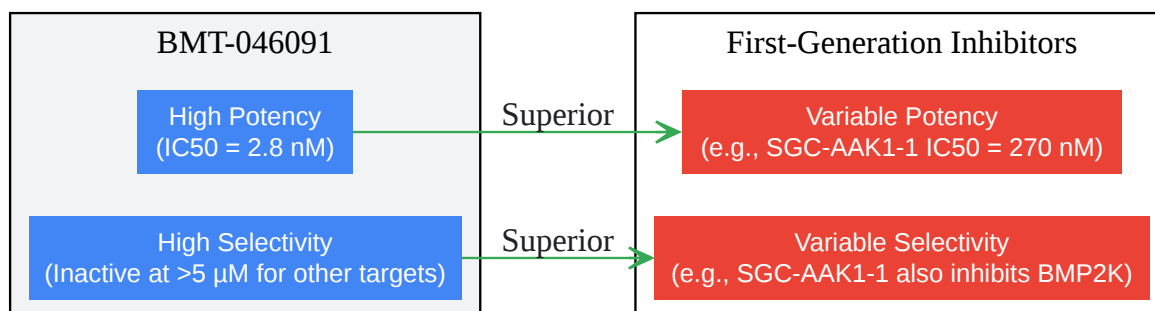 BMT-046091
First-Generation Inhibitors
High Potency
(IC50 = 2.8 nM)
Superior
Variable Potency
(e.g., SGC-AAK1-1 IC50 = 270 nM)
High Selectivity
(Inactive at >5 µM for other targets)
Superior
Variable Selectivity
(e.g., SGC-AAK1-1 also inhibits BMP2K)